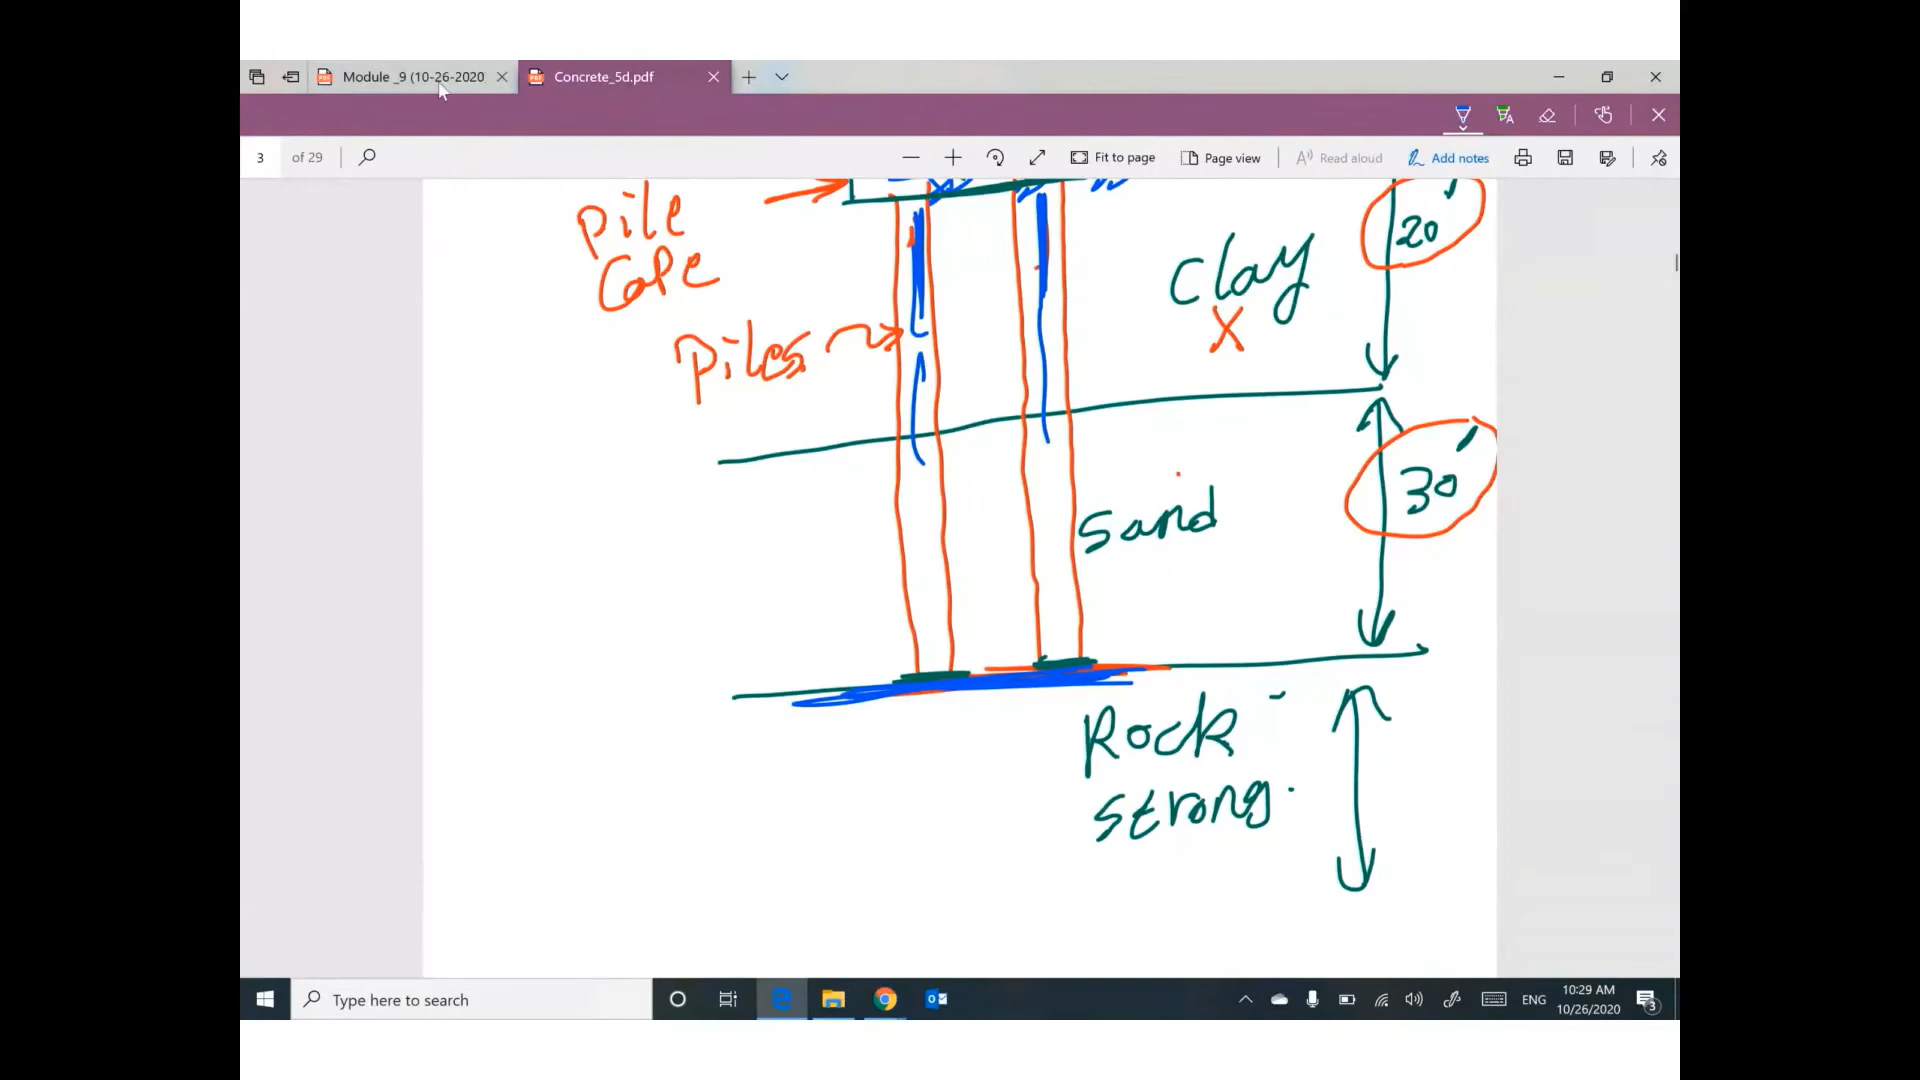 Module _9 (10-26-2020
Concrete_5d.pdf
3 of 29
Fit to page
Page view
Read aloud
Add notes
Pile
Cape
Piles
Clay
X
20'
Sand
30'
Rock
strong
Type here to search
ENG
10:29 AM
10/26/2020
3